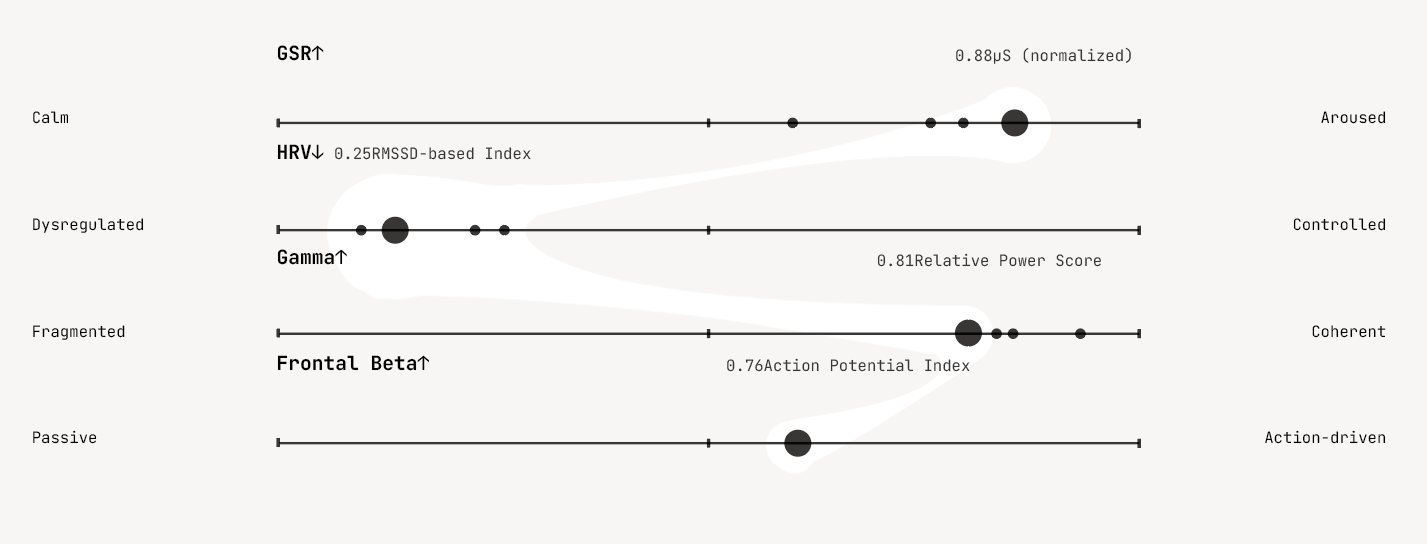 GSR↑
0.88µS (normalized)
Calm
Aroused
HRV↓ 0.25RMSSD-based Index
Dysregulated
Controlled
Gamma↑
0.81Relative Power Score
Fragmented
Coherent
Frontal Beta↑
0.76Action Potential Index
Passive
Action-driven